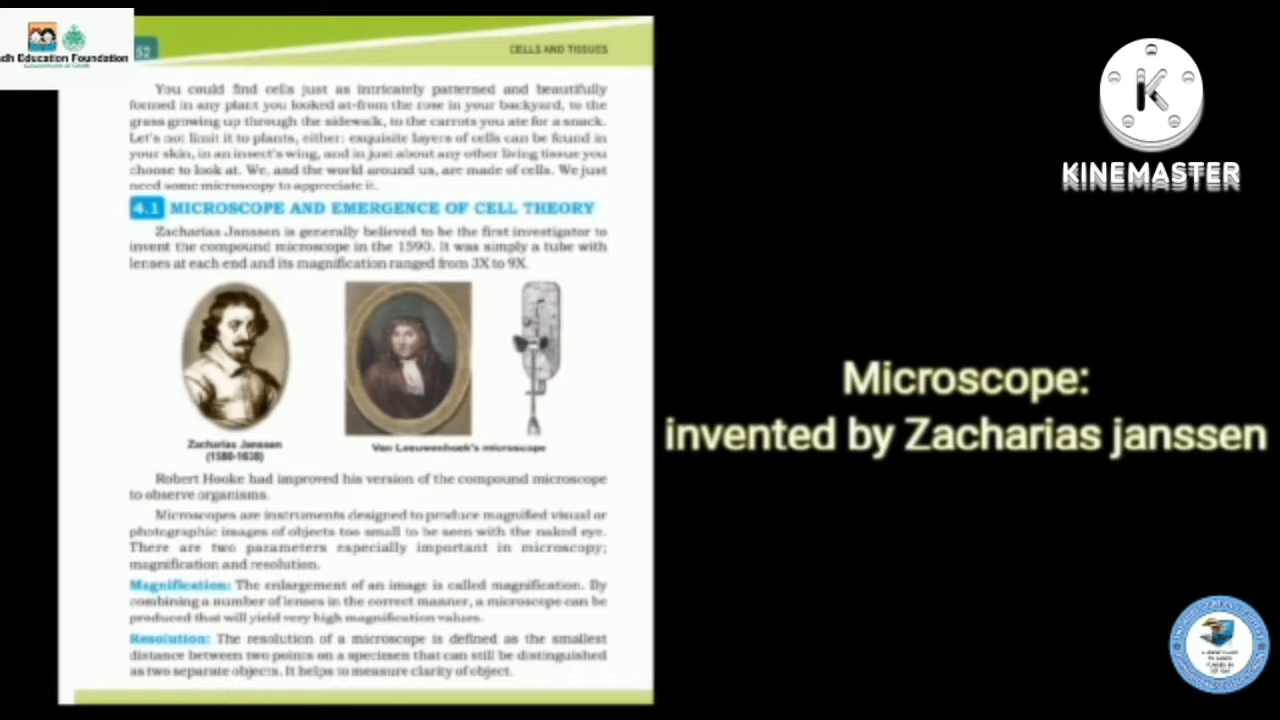 dh Education Foundation
52
CELLS AND TISSUES
You could find cells just as intricately patterned and beautifully
formed in any plant you looked at-from the rose in your backyard, to the
grass growing up through the sidewalk, to the carrots you ate for a snack.
Let's not limit it to plants, either; exquisite layers of cells can be found in
your skin, in an insect's wing, and in just about any other living tissue you
choose to look at. We, and the world around us, are made of cells. We just
need some microscopy to appreciate it.
4.1 MICROSCOPE AND EMERGENCE OF CELL THEORY
Zacharias Janssen is generally believed to be the first investigator to
invent the compound microscope in the 1590. It was simply a tube with
lenses at each end and its magnification ranged from 3X to 9X.
Zacharias Janssen
(1580-1638)
Van Leeuwenhoek's microscope
Robert Hooke had improved his version of the compound microscope
to observe organisms.
Microscopes are instruments designed to produce magnified visual or
photographic images of objects too small to be seen with the naked eye.
There are two parameters especially important in microscopy;
magnification and resolution.
Magnification: The enlargement of an image is called magnification. By
combining a number of lenses in the correct manner, a microscope can be
produced that will yield very high magnification values.
Resolution: The resolution of a microscope is defined as the smallest
distance between two points on a specimen that can still be distinguished
as two separate objects. It helps to measure clarity of object.
K
KINEMASTER
Microscope:
invented by Zacharias janssen